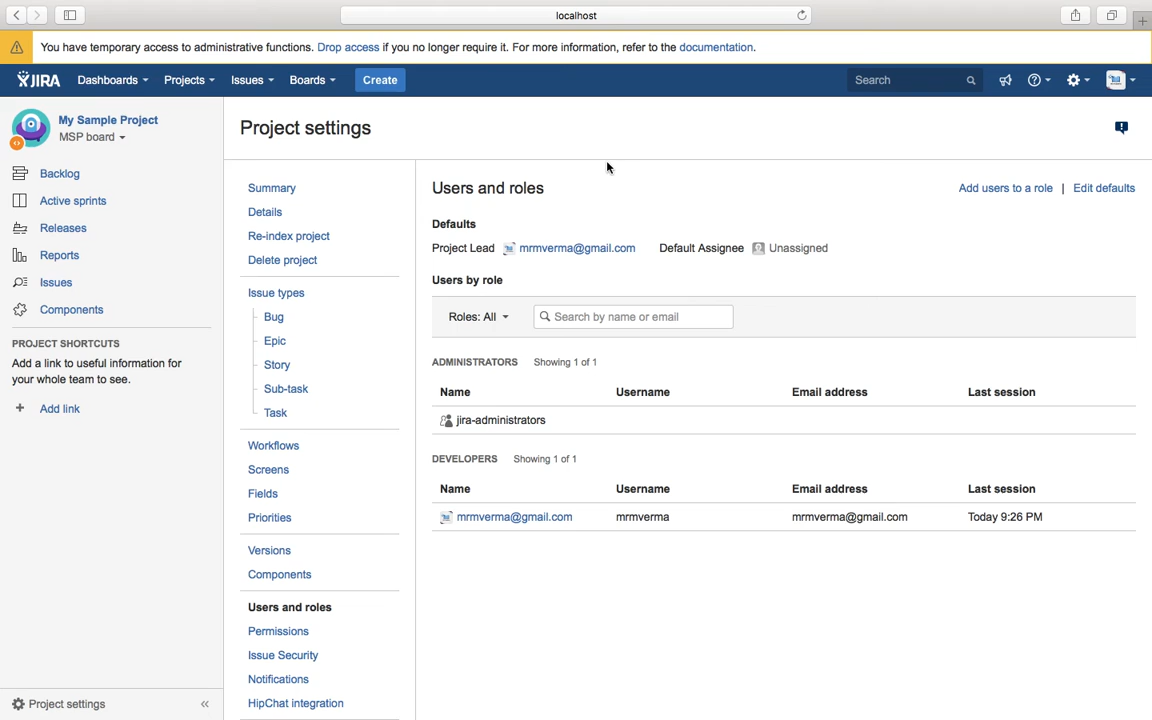 localhost
You have temporary access to administrative functions. Drop access if you no longer require it. For more information, refer to the documentation.
JIRA Dashboards Projects Issues Boards Create Search
My Sample Project
MSP board
Backlog
Active sprints
Releases
Reports
Issues
Components
PROJECT SHORTCUTS
Add a link to useful information for
your whole team to see.
+ Add link
Project settings «
Project settings
Summary
Details
Re-index project
Delete project
Issue types
Bug
Epic
Story
Sub-task
Task
Workflows
Screens
Fields
Priorities
Versions
Components
Users and roles
Permissions
Issue Security
Notifications
HipChat integration
Users and roles Add users to a role | Edit defaults
Defaults
Project Lead mrmverma@gmail.com Default Assignee Unassigned
Users by role
Roles: All Search by name or email
ADMINISTRATORS Showing 1 of 1
Name Username Email address Last session
jira-administrators
DEVELOPERS Showing 1 of 1
Name Username Email address Last session
mrmverma@gmail.com mrmverma mrmverma@gmail.com Today 9:26 PM